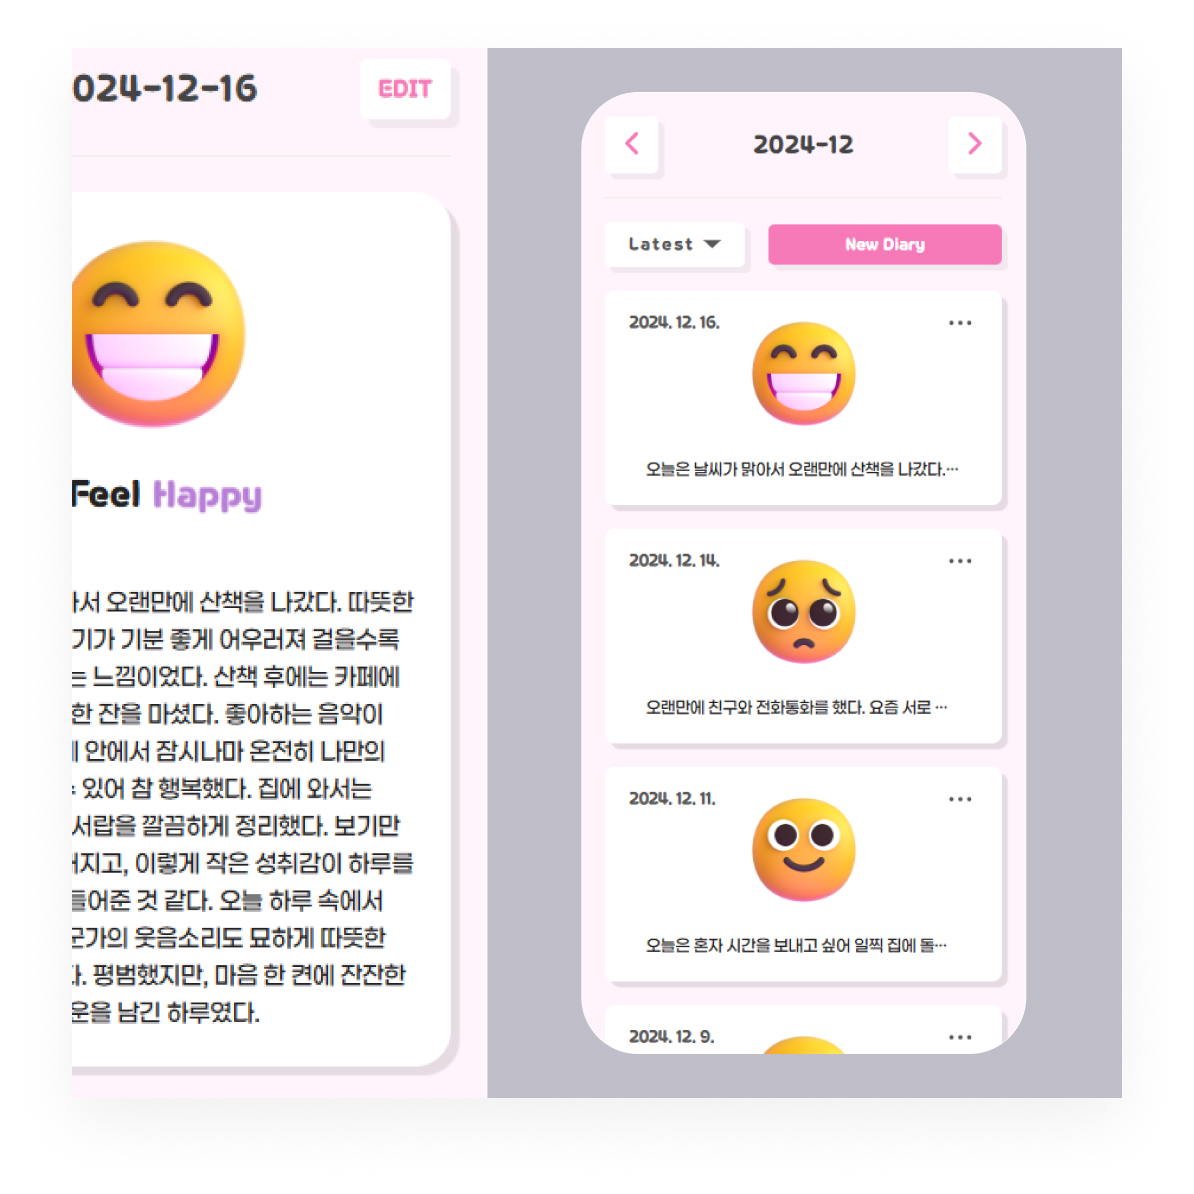 024-12-16
EDIT
Feel Happy
서 오랜만에 산책을 나갔다. 따뜻한
기가 기분 좋게 어우러져 걸을수록
는 느낌이었다. 산책 후에는 카페에
한 잔을 마셨다. 좋아하는 음악이
안에서 잠시나마 온전히 나만의
있어 참 행복했다. 집에 와서는
서랍을 깔끔하게 정리했다. 보기만
지고, 이렇게 작은 성취감이 하루를
들어준 것 같다. 오늘 하루 속에서
군가의 웃음소리도 묘하게 따뜻한
다. 평범했지만, 마음 한 켠에 잔잔한
운을 남긴 하루였다.
2024-12
Latest
New Diary
2024. 12. 16.
오늘은 날씨가 맑아서 오랜만에 산책을 나갔다.…
2024. 12. 14.
오랜만에 친구와 전화통화를 했다. 요즘 서로 …
2024. 12. 11.
오늘은 혼자 시간을 보내고 싶어 일찍 집에 돌…
2024. 12. 9.